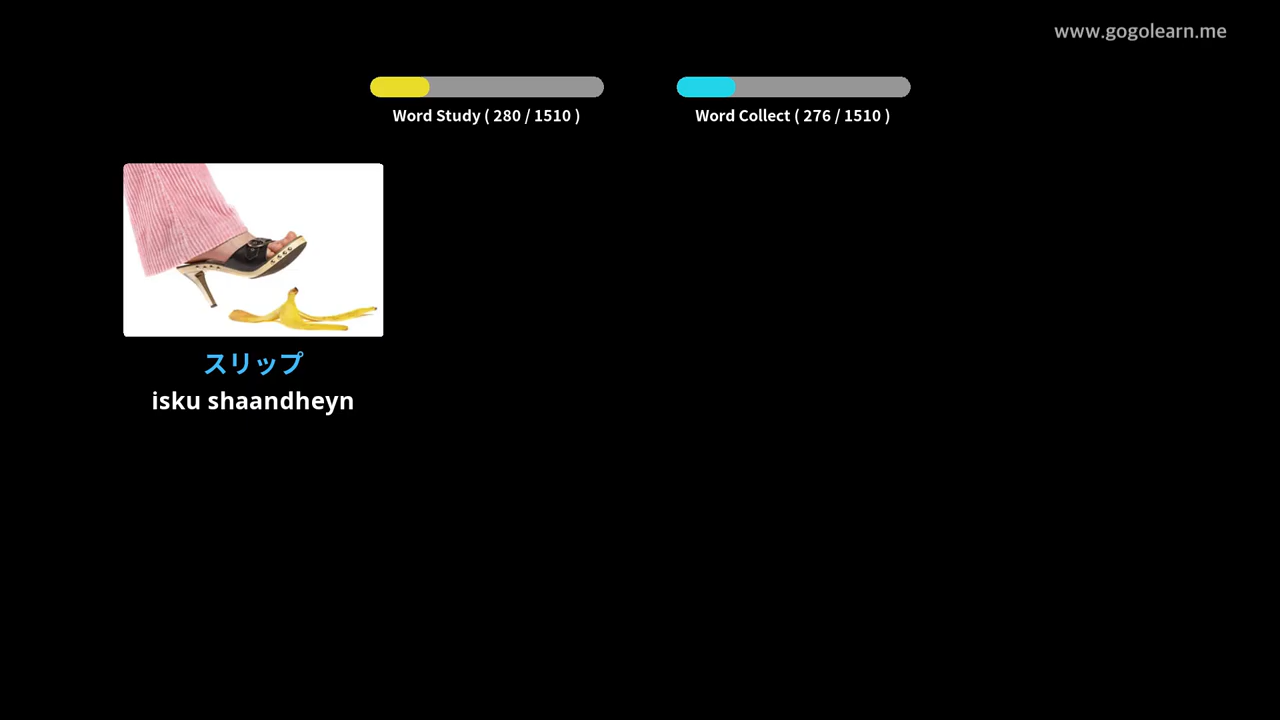 www.gogolearn.me
Word Study ( 280 / 1510 )
Word Collect ( 276 / 1510 )
スリップ
isku shaandheyn